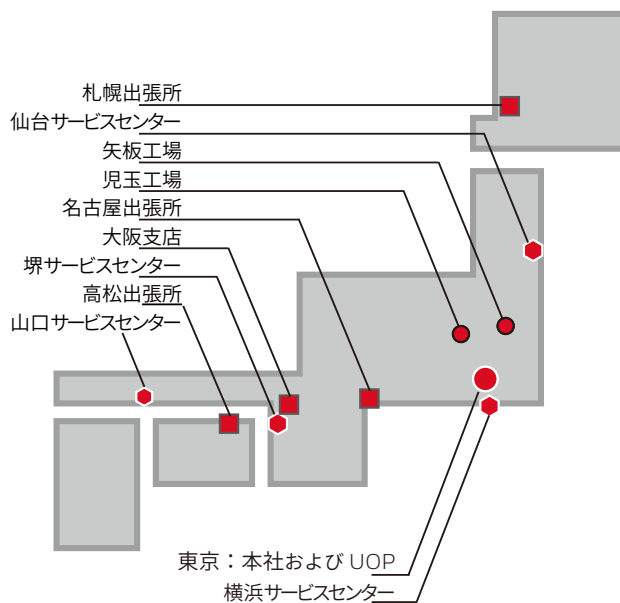 札幌出張所
仙台サービスセンター
矢板工場
児玉工場
名古屋出張所
大阪支店
堺サービスセンター
高松出張所
山口サービスセンター
東京：本社および UOP
横浜サービスセンター